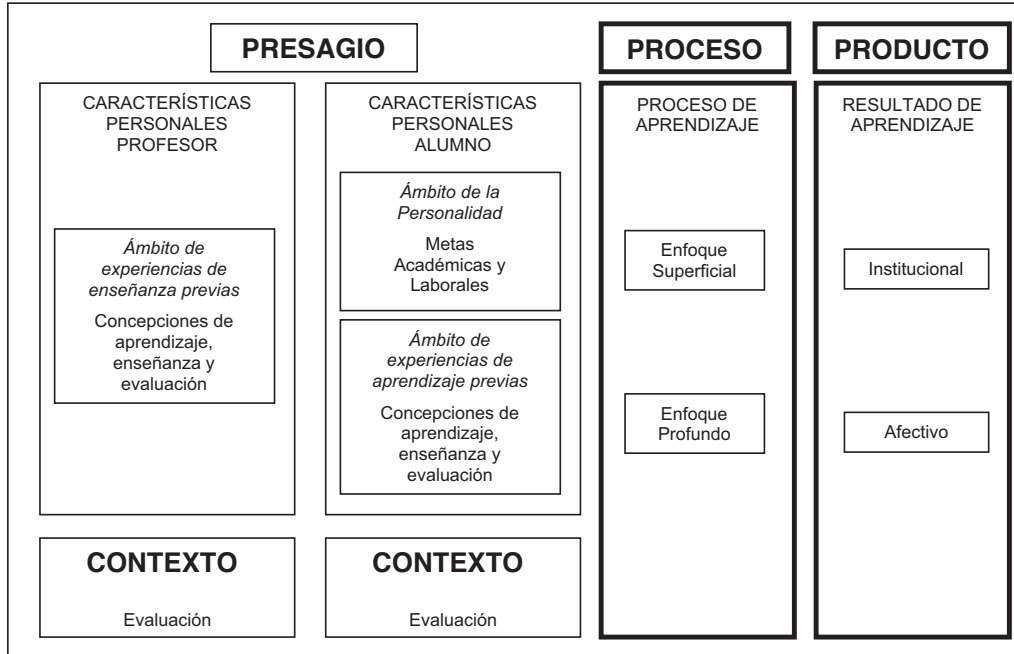 PRESAGIO
CARACTERÍSTICAS
PERSONALES
PROFESOR
Ámbito de
experiencias de
enseñanza previas
Concepciones de
aprendizaje,
enseñanza y
evaluación
CARACTERÍSTICAS
PERSONALES
ALUMNO
Ámbito de la
Personalidad
Metas
Académicas y
Laborales
Ámbito de
experiencias de
aprendizaje previas
Concepciones de
aprendizaje,
enseñanza y
evaluación
CONTEXTO
Evaluación
CONTEXTO
Evaluación
PROCESO
PROCESO DE
APRENDIZAJE
Enfoque
Superficial
Enfoque
Profundo
PRODUCTO
RESULTADO DE
APRENDIZAJE
Institucional
Afectivo